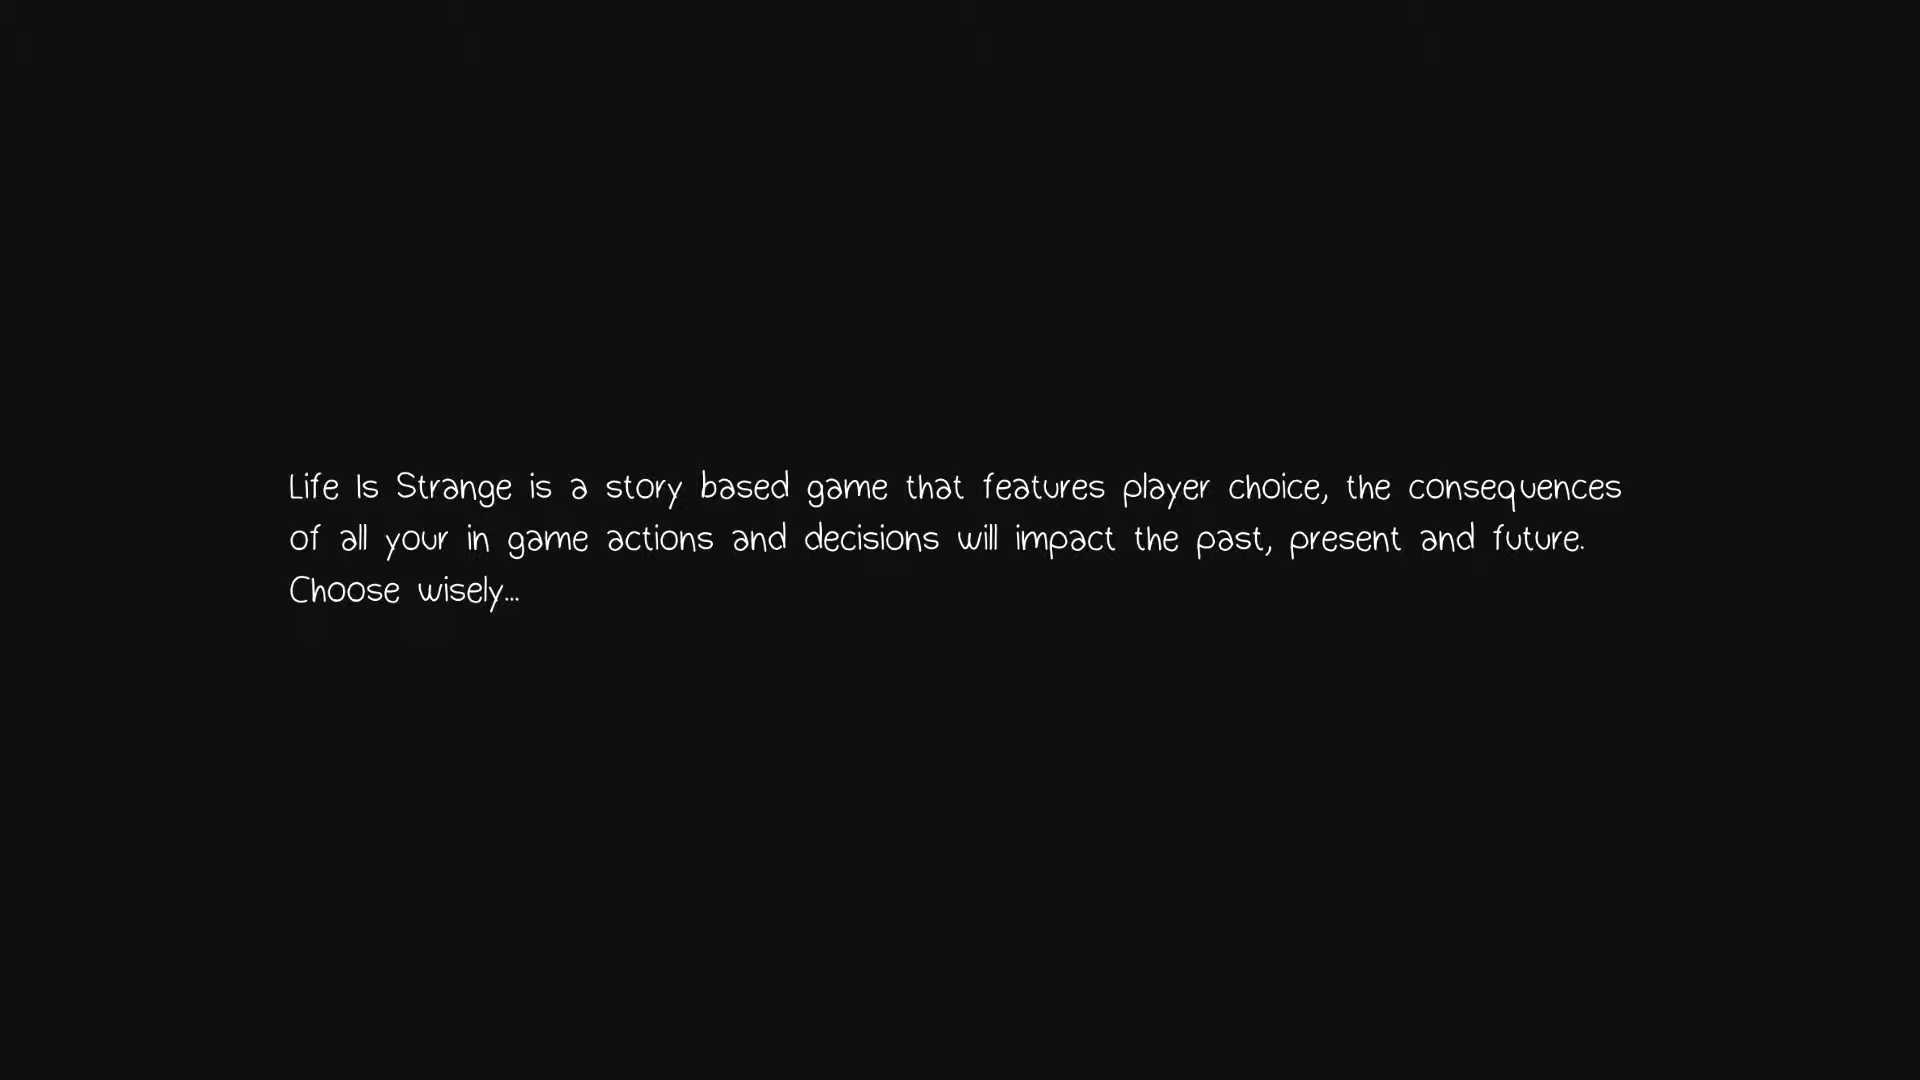 Life Is Strange is a story based game that features player choice, the consequences
of all your in game actions and decisions will impact the past, present and future.
Choose wisely...